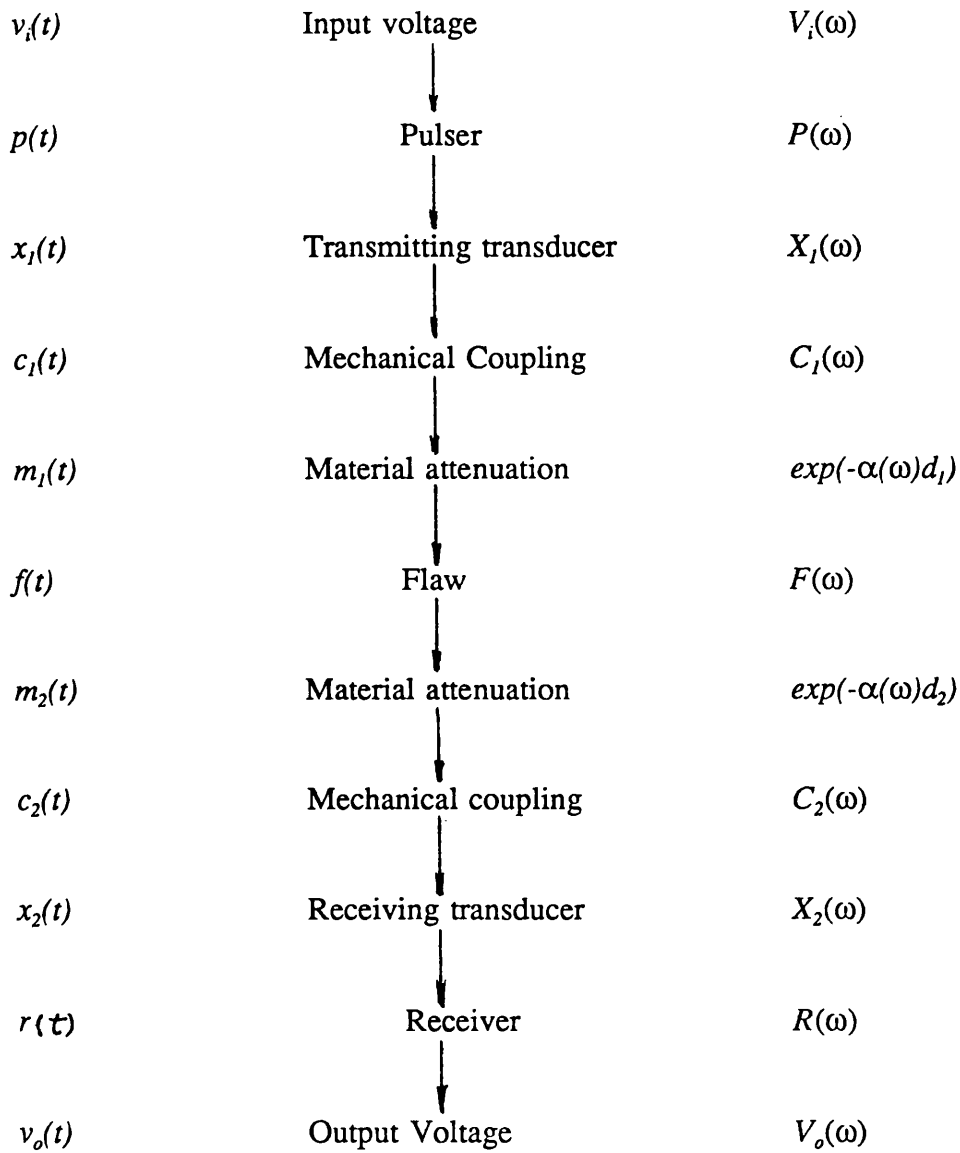 vᵢ(t) Input voltage Vᵢ(ω)
p(t) Pulser P(ω)
x₁(t) Transmitting transducer X₁(ω)
c₁(t) Mechanical Coupling C₁(ω)
m₁(t) Material attenuation exp(-α(ω)d₁)
f(t) Flaw F(ω)
m₂(t) Material attenuation exp(-α(ω)d₂)
c₂(t) Mechanical coupling C₂(ω)
x₂(t) Receiving transducer X₂(ω)
r(t) Receiver R(ω)
vₒ(t) Output Voltage Vₒ(ω)